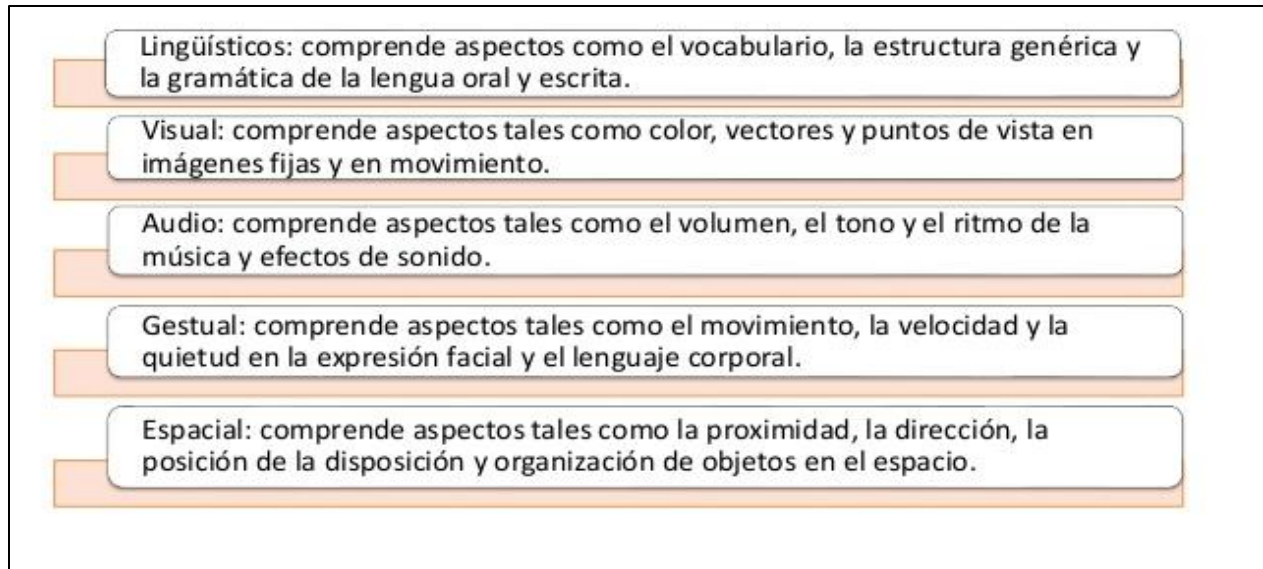 Lingüísticos: comprende aspectos como el vocabulario, la estructura genérica y
la gramática de la lengua oral y escrita.
Visual: comprende aspectos tales como color, vectores y puntos de vista en
imágenes fijas y en movimiento.
Audio: comprende aspectos tales como el volumen, el tono y el ritmo de la
música y efectos de sonido.
Gestual: comprende aspectos tales como el movimiento, la velocidad y la
quietud en la expresión facial y el lenguaje corporal.
Espacial: comprende aspectos tales como la proximidad, la dirección, la
posición de la disposición y organización de objetos en el espacio.